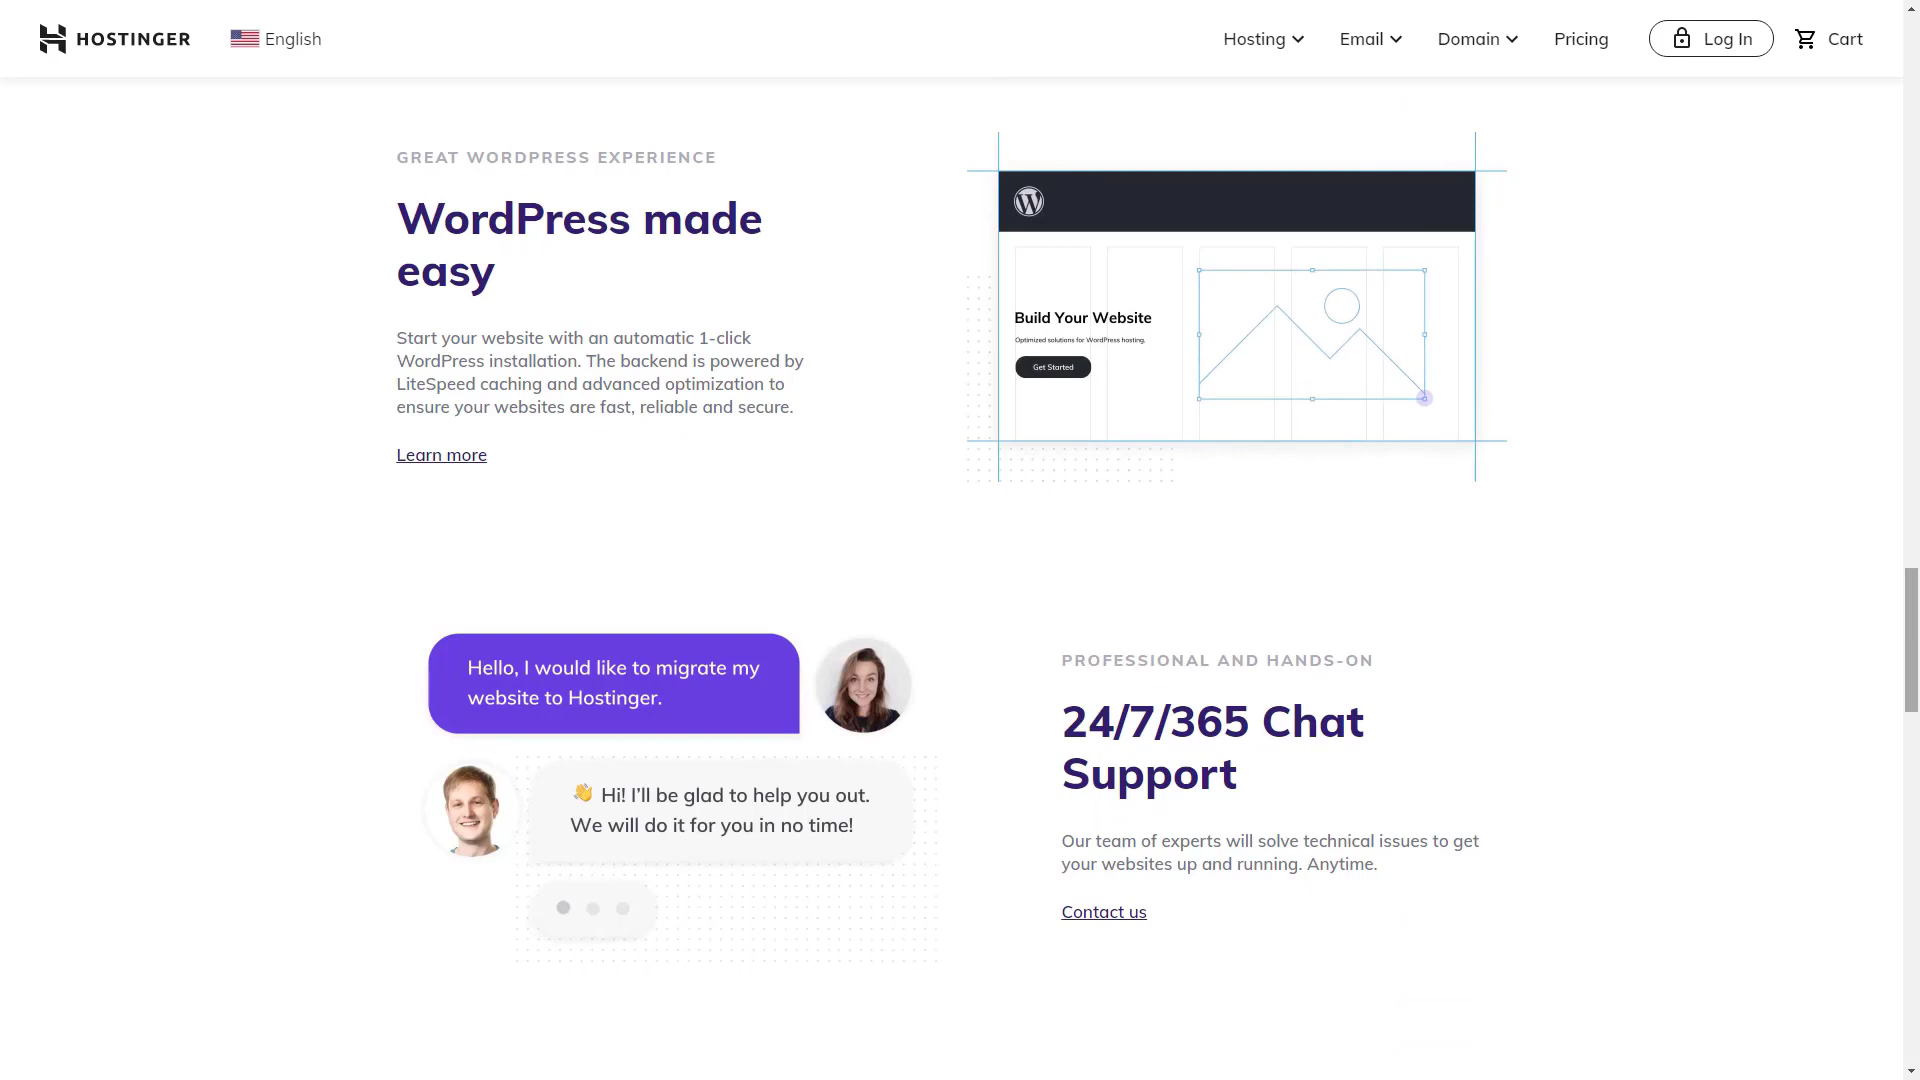 HOSTINGER
English
Hosting
Email
Domain
Pricing
Log In
Cart
GREAT WORDPRESS EXPERIENCE
WordPress made
easy
Start your website with an automatic 1-click
WordPress installation. The backend is powered by
LiteSpeed caching and advanced optimization to
ensure your websites are fast, reliable and secure.
Learn more
Build Your Website
Optimized solutions for WordPress hosting.
Get Started
Hello, I would like to migrate my
website to Hostinger.
👋 Hi! I’ll be glad to help you out.
We will do it for you in no time!
PROFESSIONAL AND HANDS-ON
24/7/365 Chat
Support
Our team of experts will solve technical issues to get
your websites up and running. Anytime.
Contact us